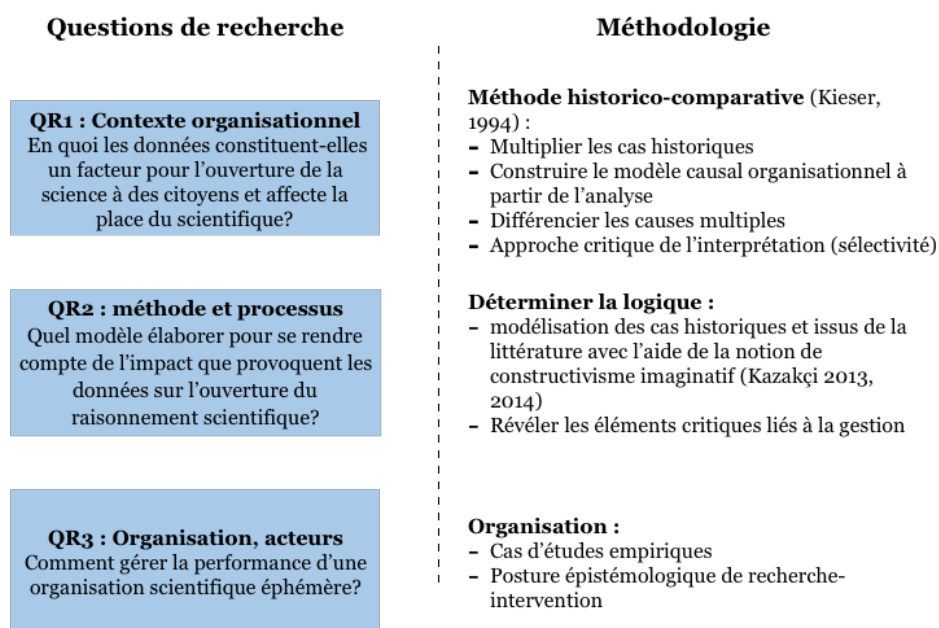 Questions de recherche
Méthodologie
QR1 : Contexte organisationnel
En quoi les données constituent-elles
un facteur pour l'ouverture de la
science à des citoyens et affecte la
place du scientifique?
Méthode historico-comparative (Kieser,
1994) :
– Multiplier les cas historiques
– Construire le modèle causal organisationnel à
partir de l'analyse
– Différencier les causes multiples
– Approche critique de l'interprétation (sélectivité)
QR2 : méthode et processus
Quel modèle élaborer pour se rendre
compte de l'impact que provoquent les
données sur l'ouverture du
raisonnement scientifique?
Déterminer la logique :
– modélisation des cas historiques et issus de la
littérature avec l'aide de la notion de
constructivisme imaginatif (Kazakçi 2013,
2014)
– Révéler les éléments critiques liés à la gestion
QR3 : Organisation, acteurs
Comment gérer la performance d'une
organisation scientifique éphémère?
Organisation :
– Cas d'études empiriques
– Posture épistémologique de recherche-
intervention